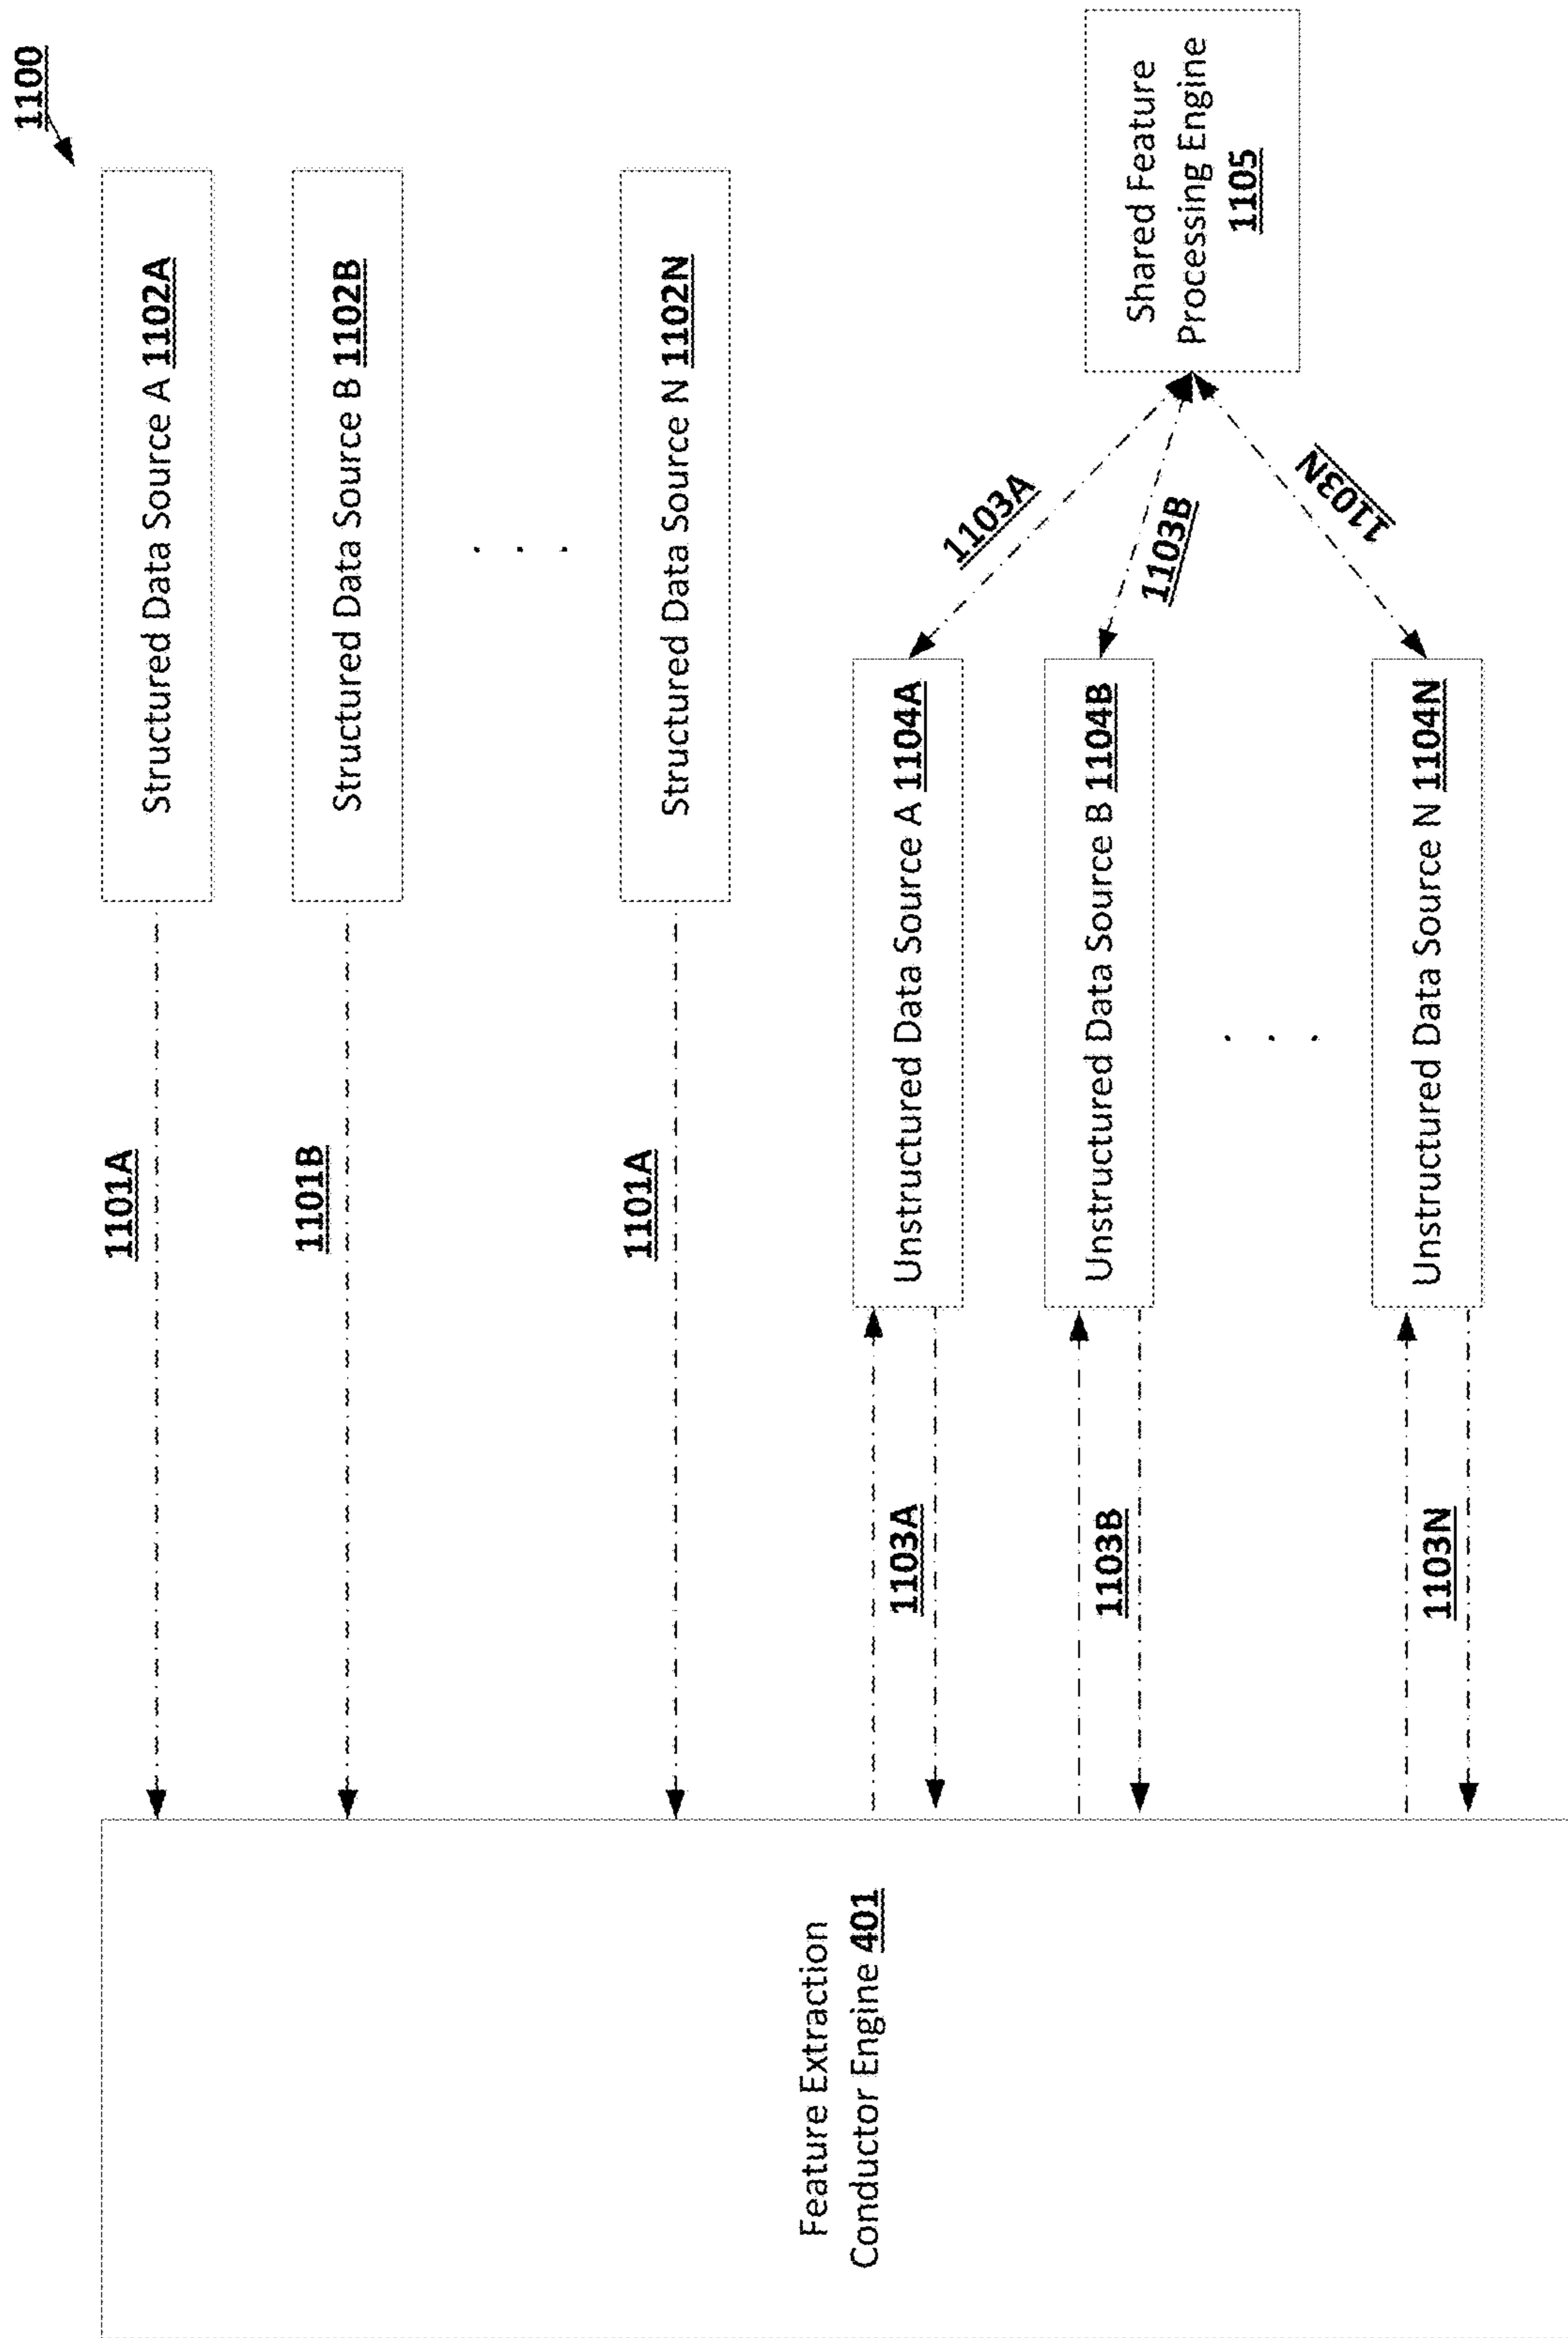 1100
Structured Data Source A 1102A
1101A
Structured Data Source B 1102B
1101B
. . .
Structured Data Source N 1102N
1101A
Feature Extraction
Conductor Engine 401
Unstructured Data Source A 1104A
1103A
1103A
Unstructured Data Source B 1104B
1103B
1103B
. . .
Unstructured Data Source N 1104N
1103N
1103N
Shared Feature
Processing Engine
1105